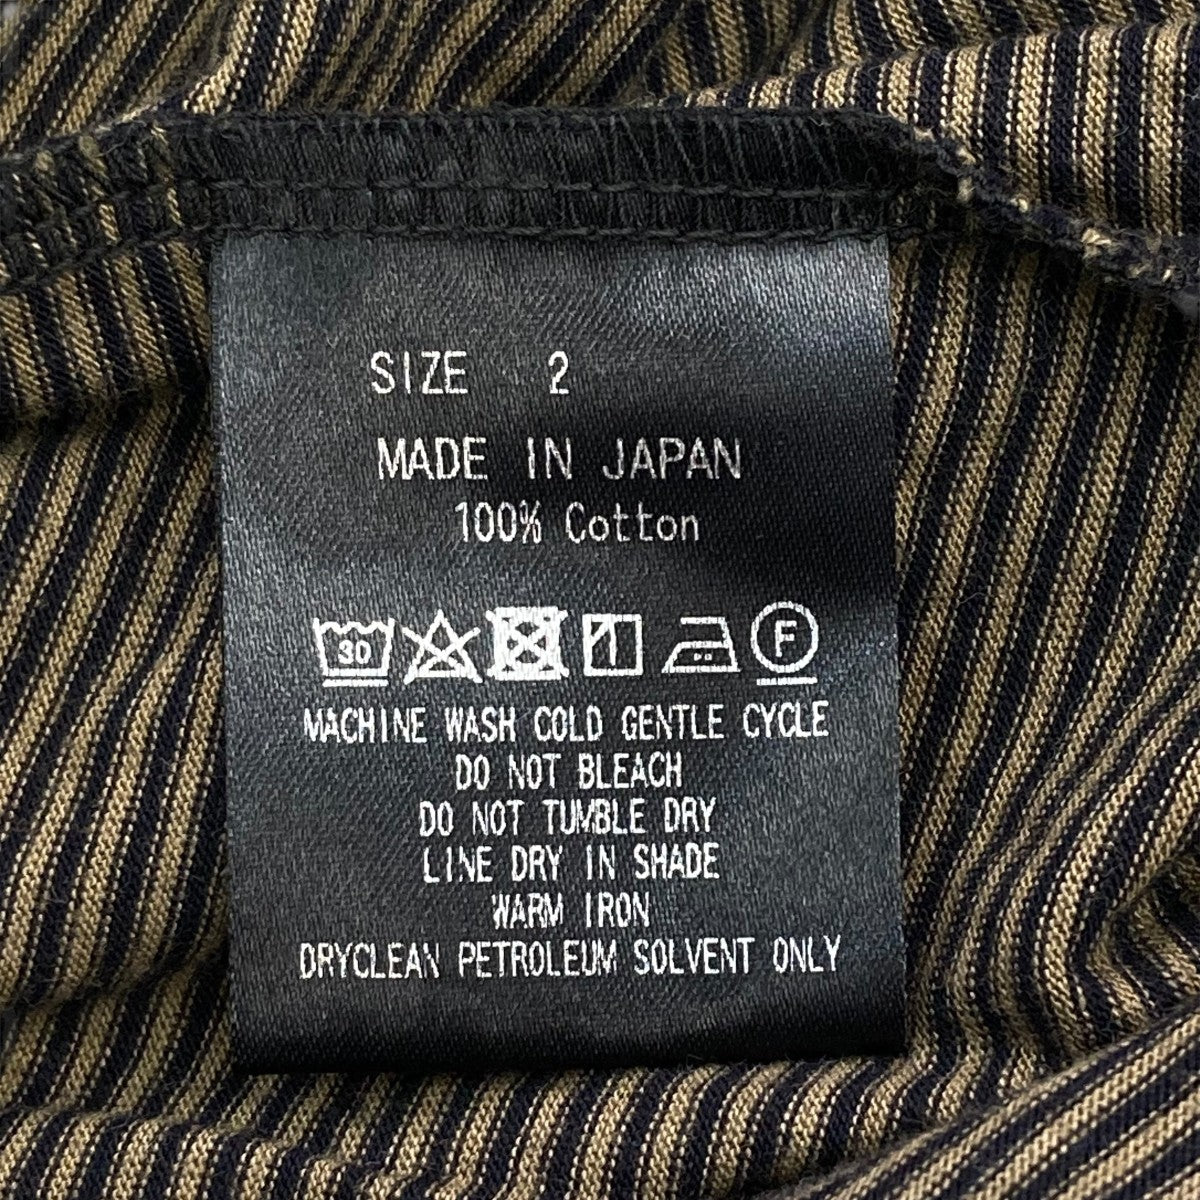 SIZE 2
MADE IN JAPAN
100% Cotton
30 F
MACHINE WASH COLD GENTLE CYCLE
DO NOT BLEACH
DO NOT TUMBLE DRY
LINE DRY IN SHADE
WARM IRON
DRYCLEAN PETROLEUM SOLVENT ONLY